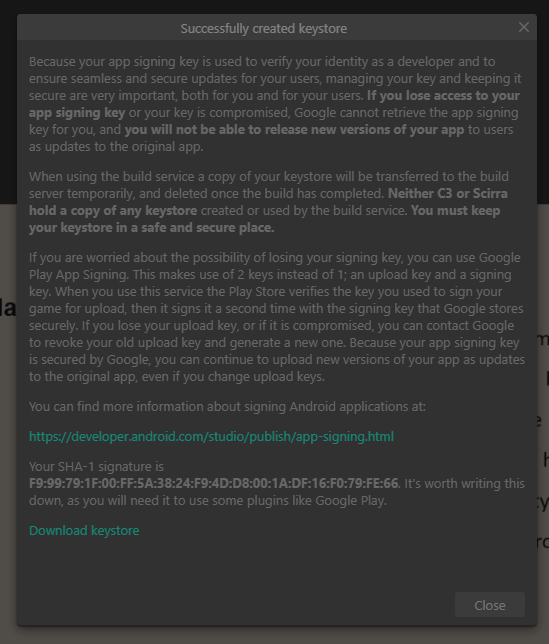 Successfully created keystore
Because your app signing key is used to verify your identity as a developer and to
ensure seamless and secure updates for your users, managing your key and keeping it
secure are very important, both for you and for your users. If you lose access to your
app signing key or your key is compromised, Google cannot retrieve the app signing
key for you, and you will not be able to release new versions of your app to users
as updates to the original app.
When using the build service a copy of your keystore will be transferred to the build
server temporarily, and deleted once the build has completed. Neither C3 or Scirra
hold a copy of any keystore created or used by the build service. You must keep
your keystore in a safe and secure place.
If you are worried about the possibility of losing your signing key, you can use Google
Play App Signing. This makes use of 2 keys instead of 1; an upload key and a signing
key. When you use this service the Play Store verifies the key you used to sign your
game for upload, then it signs it a second time with the signing key that Google stores
securely. If you lose your upload key, or if it is compromised, you can contact Google
to revoke your old upload key and generate a new one. Because your app signing key
is secured by Google, you can continue to upload new versions of your app as updates
to the original app, even if you change upload keys.
You can find more information about signing Android applications at:
https://developer.android.com/studio/publish/app-signing.html
Your SHA-1 signature is
F9:99:79:1F:00:FF:5A:38:24:F9:4D:D8:00:1A:DF:16:F0:79:FE:66. It's worth writing this
down, as you will need it to use some plugins like Google Play.
Download keystore
Close